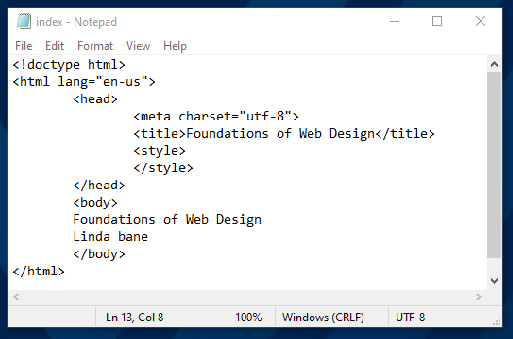 index - Notepad
File Edit Format View Help
<!doctype html>
<html lang="en-us">
<head>
<meta charset="utf-8">
<title>Foundations of Web Design</title>
<style>
</style>
</head>
<body>
Foundations of Web Design
Linda bane
</body>
</html>
Ln 13, Col 8 100% Windows (CRLF) UTF-8